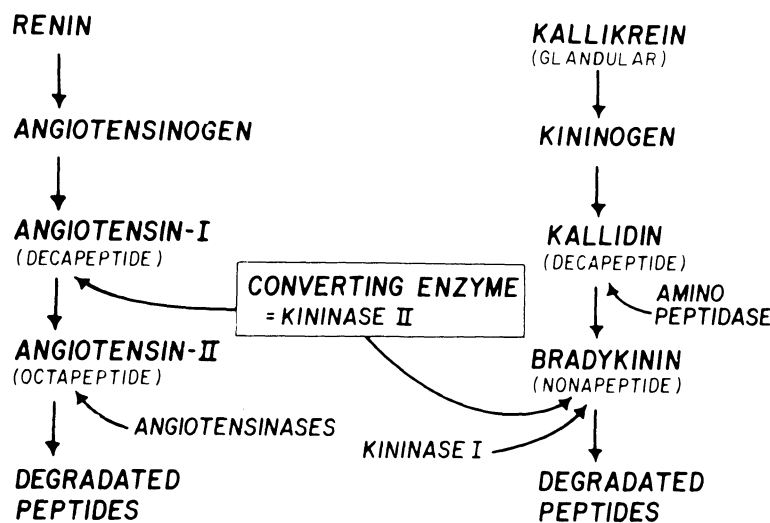 RENIN
ANGIOTENSINOGEN
ANGIOTENSIN-I
(DECAPEPTIDE)
ANGIOTENSIN-II
(OCTAPEPTIDE)
ANGIOTENSINASES
DEGRADATED
PEPTIDES
CONVERTING ENZYME
= KININASE II
KALLIKREIN
(GLANDULAR)
KININOGEN
KALLIDIN
(DECAPEPTIDE)
AMINO
PEPTIDASE
BRADYKININ
(NONAPEPTIDE)
KININASE I
DEGRADATED
PEPTIDES